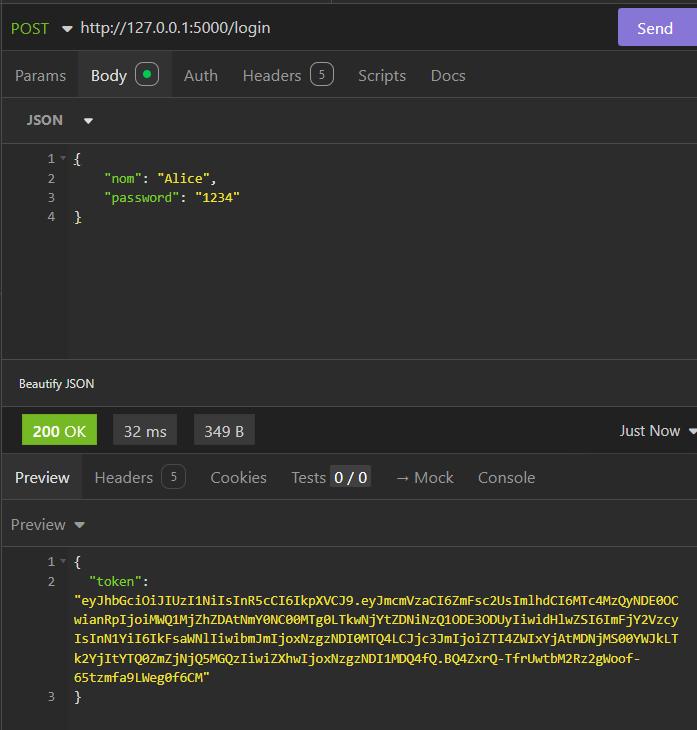 POST http://127.0.0.1:5000/login Send
Params Body Auth Headers 5 Scripts Docs
JSON
1 {
2 "nom": "Alice",
3 "password": "1234"
4 }
Beautify JSON
200 OK 32 ms 349 B Just Now
Preview Headers 5 Cookies Tests 0 / 0 → Mock Console
Preview
1 {
2 "token":
"eyJhbGciOiJIUzI1NiIsInR5cCI6IkpXVCJ9.eyJmcmVzaCI6ZmFsc2UsImlhdCI6MTc4MzQyNDE0OC
wianRpIjoiMWQ1MjZhZDAtNmY0NC00MTg0LTkwNjYtZDNiNzQ1ODE3ODUyIiwidHlwZSI6ImFjY2Vzcy
IsInN1YiI6IkFsaWNlIiwibmJmIjoxNzgzNDI0MTQ4LCJjc3JmIjoiZTI4ZWIxYjAtMDNjMS00YWJkLT
k2YjItYTQ0ZmZjNjQ5MGQzIiwiZXhwIjoxNzgzNDI1MDQ4fQ.BQ4ZxrQ-TfrUwtbM2Rz2gWoof-
65tzmfa9LWeg0f6CM"
3 }